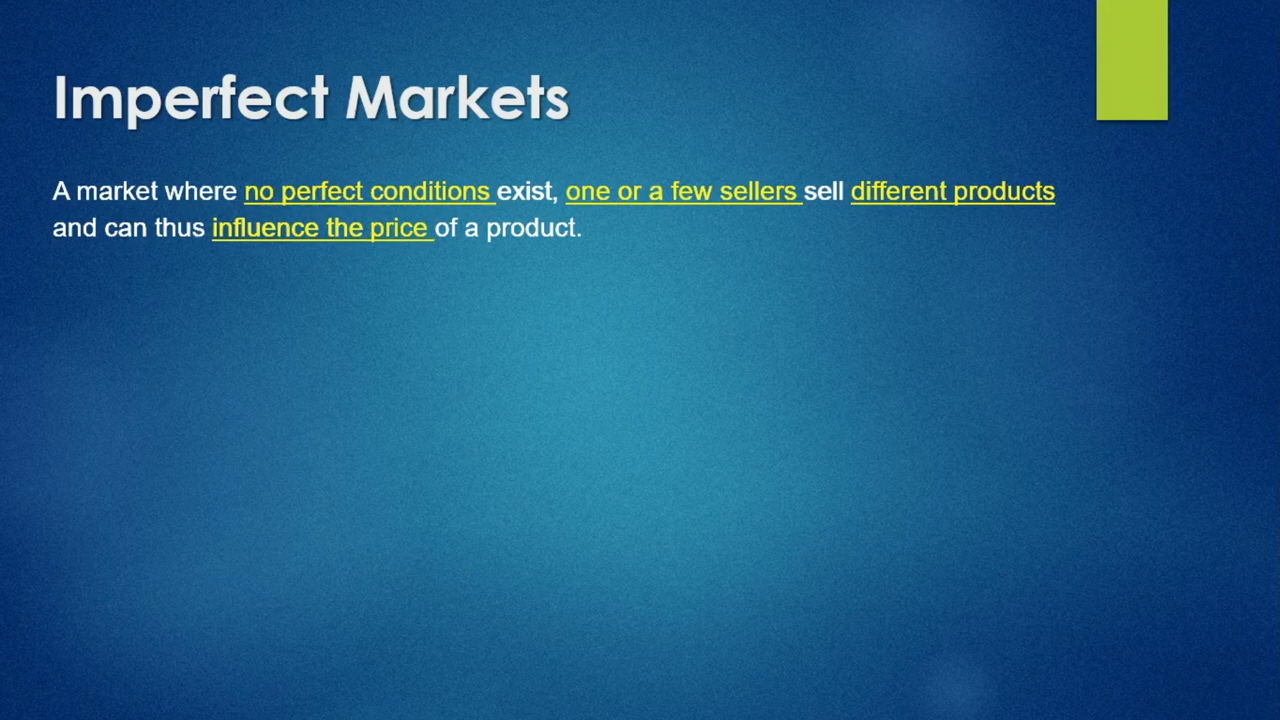 Imperfect Markets
A market where no perfect conditions exist, one or a few sellers sell different products
and can thus influence the price of a product.